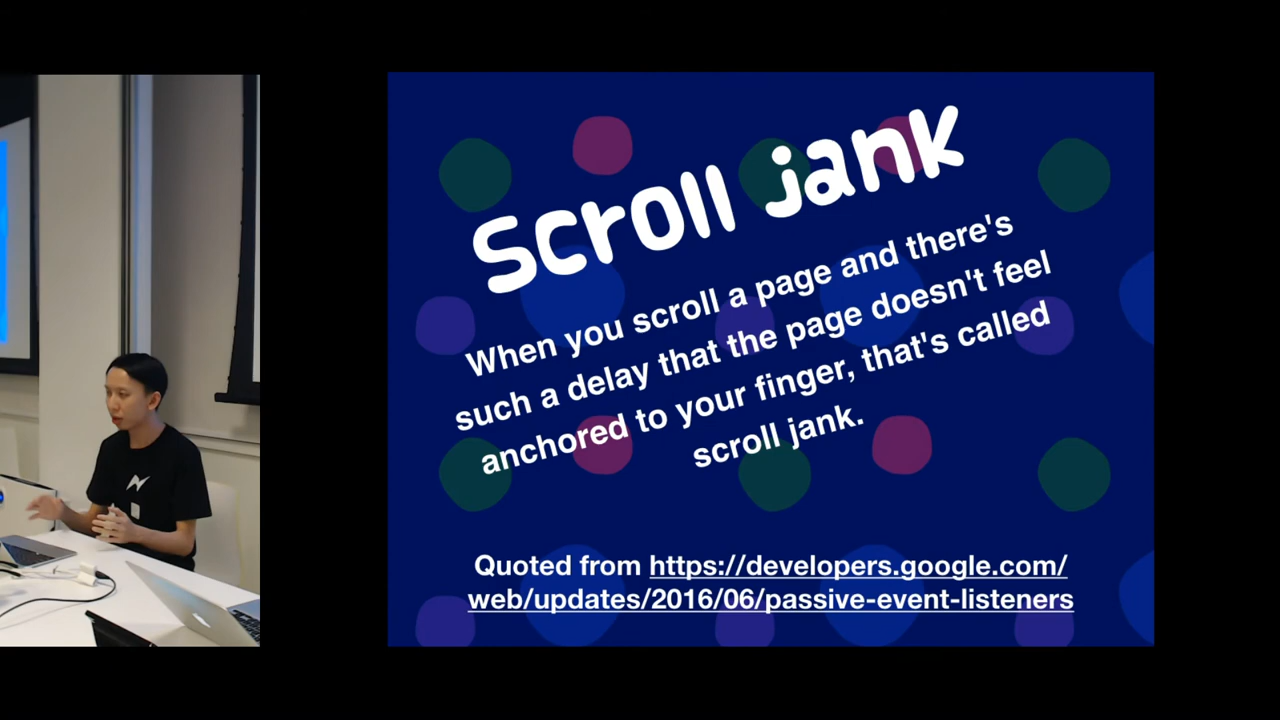 Scroll jank
When you scroll a page and there's
such a delay that the page doesn't feel
anchored to your finger, that's called
scroll jank.
Quoted from https://developers.google.com/
web/updates/2016/06/passive-event-listeners